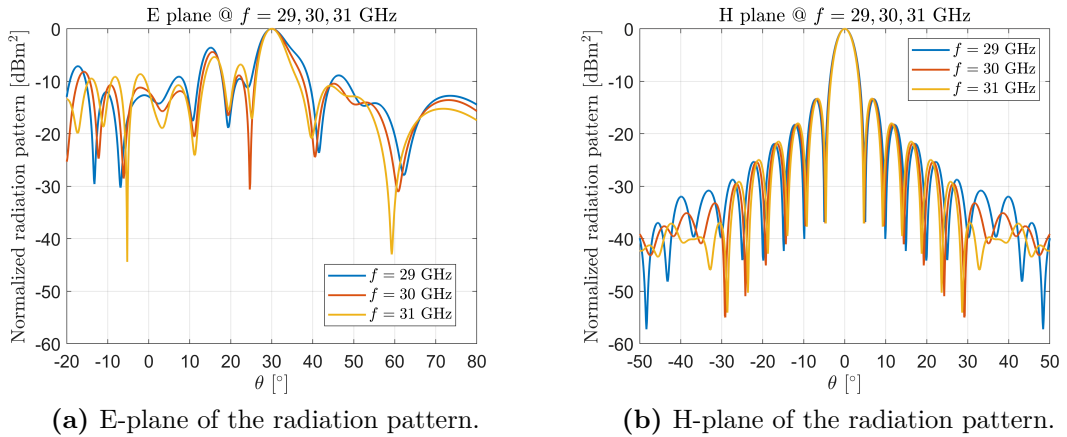 E plane @ f = 29, 30, 31 GHz
Normalized radiation pattern [dBm²]
0
-10
-20
-30
-40
-50
-60
f = 29 GHz
f = 30 GHz
f = 31 GHz
-20 -10 0 10 20 30 40 50 60 70 80
θ [°]
(a) E-plane of the radiation pattern.
H plane @ f = 29, 30, 31 GHz
Normalized radiation pattern [dBm²]
0
-10
-20
-30
-40
-50
-60
f = 29 GHz
f = 30 GHz
f = 31 GHz
-50 -40 -30 -20 -10 0 10 20 30 40 50
θ [°]
(b) H-plane of the radiation pattern.